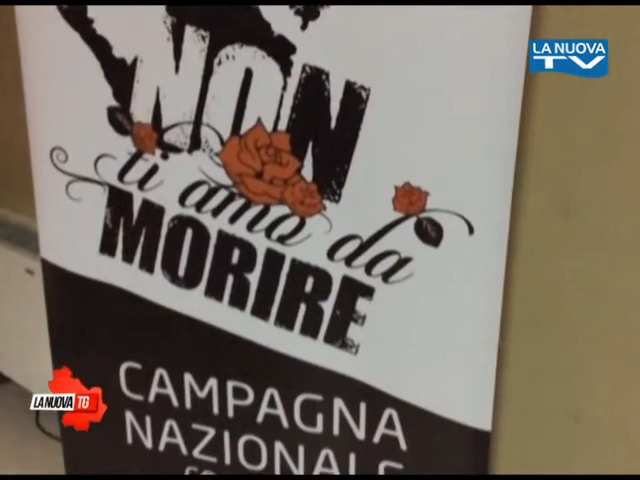 LA NUOVA
TV
NON
ti amo da
MORIRE
CAMPAGNA
NAZIONALE
LA NUOVA TG